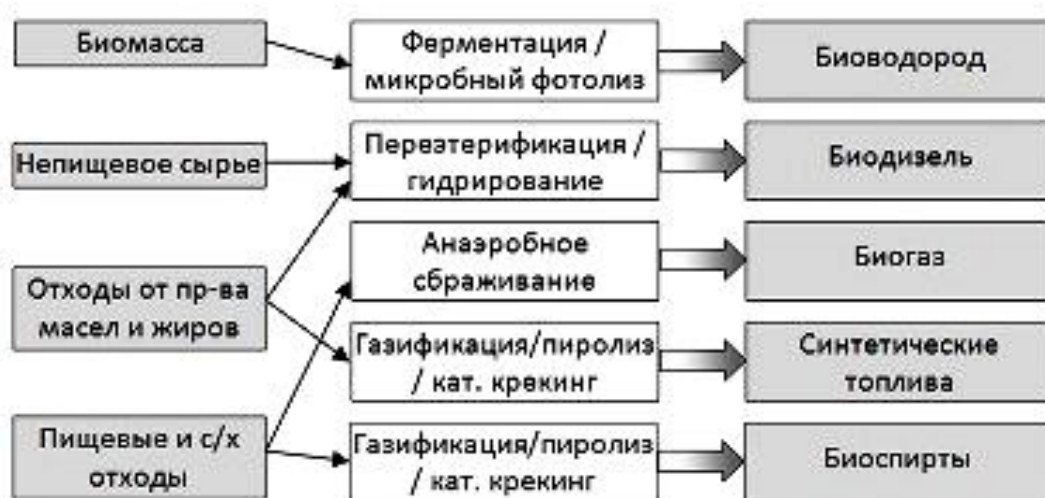 Биомасса
Ферментация /
микробный фотолиз
Биоводород
Непищевое сырье
Переэтерификация /
гидрирование
Биодизель
Отходы от пр-ва
масел и жиров
Анаэробное
сбраживание
Биогаз
Газификация/пиролиз
/ кат. крекинг
Синтетические
топлива
Пищевые и с/х
отходы
Газификация/пиролиз
/ кат. крекинг
Биоспирты